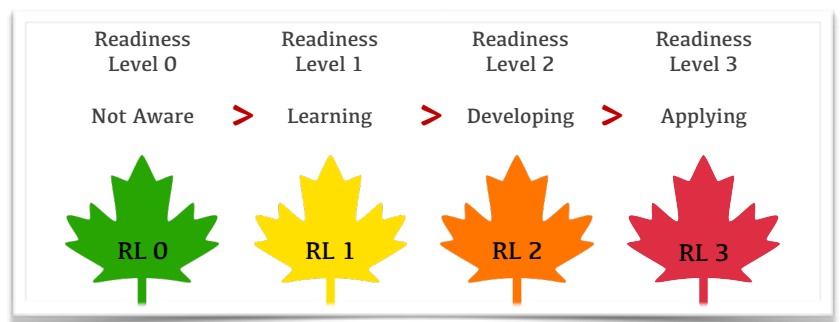 Readiness Level 0
Readiness Level 1
Readiness Level 2
Readiness Level 3
Not Aware > Learning > Developing > Applying
RL 0
RL 1
RL 2
RL 3